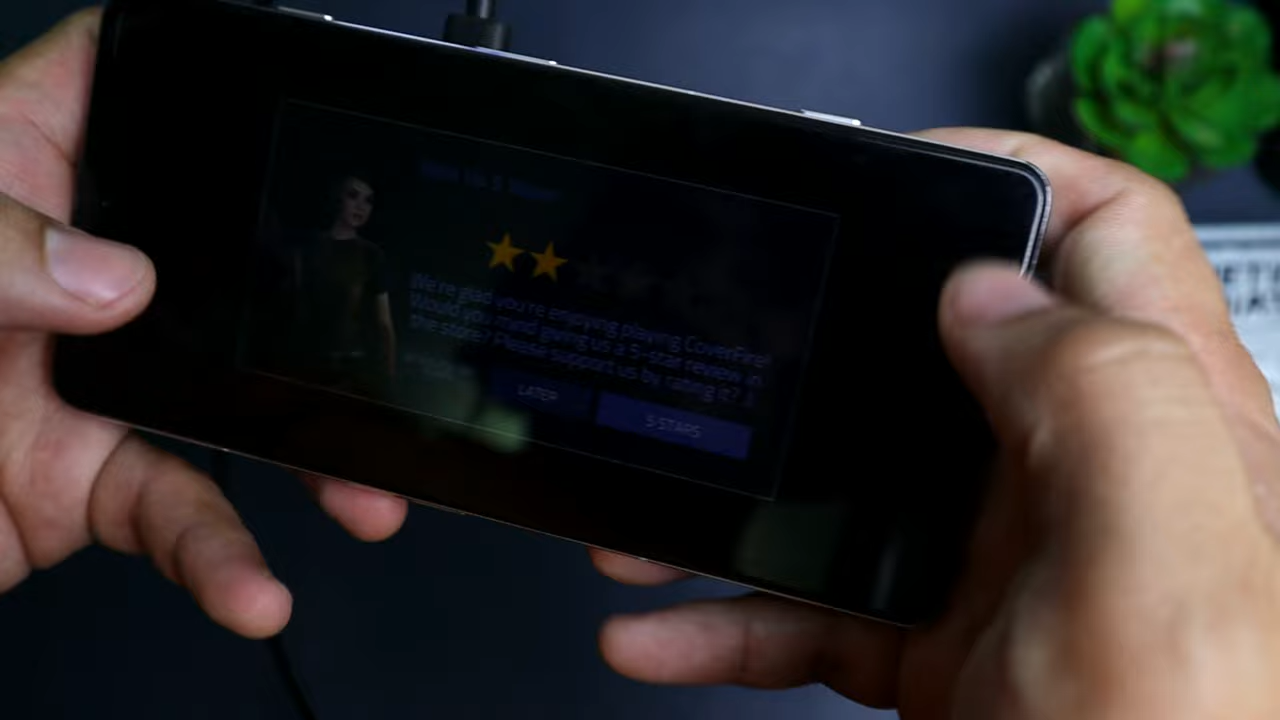 We're glad you're enjoying playing CoverFire!
Would you mind giving us a 5-star review in
the store? Please support us by rating it? :)
LATER
5 STARS